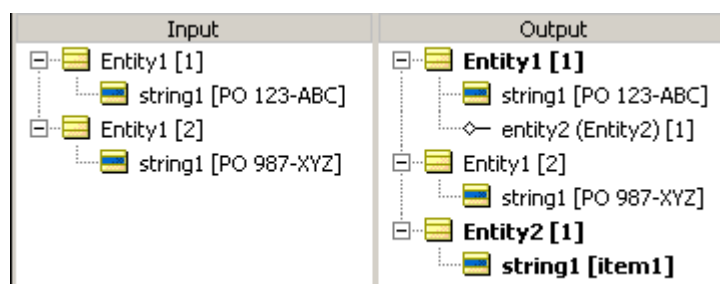 Input
Entity1 [1]
string1 [PO 123-ABC]
Entity1 [2]
string1 [PO 987-XYZ]
Output
Entity1 [1]
string1 [PO 123-ABC]
entity2 (Entity2) [1]
Entity1 [2]
string1 [PO 987-XYZ]
Entity2 [1]
string1 [item1]